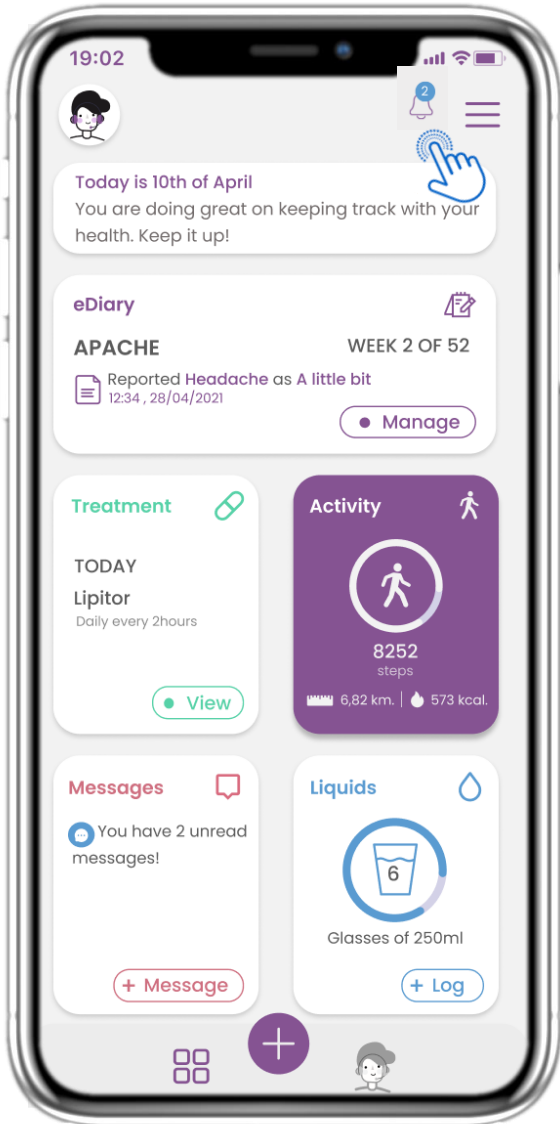 19:02
2
Today is 10th of April
You are doing great on keeping track with your
health. Keep it up!
eDiary
APACHE
WEEK 2 OF 52
Reported Headache as A little bit
12:34 , 28/04/2021
Manage
Treatment
TODAY
Lipitor
Daily every 2hours
View
Activity
8252
steps
6,82 km.
573 kcal.
Messages
You have 2 unread
messages!
+ Message
Liquids
6
Glasses of 250ml
+ Log